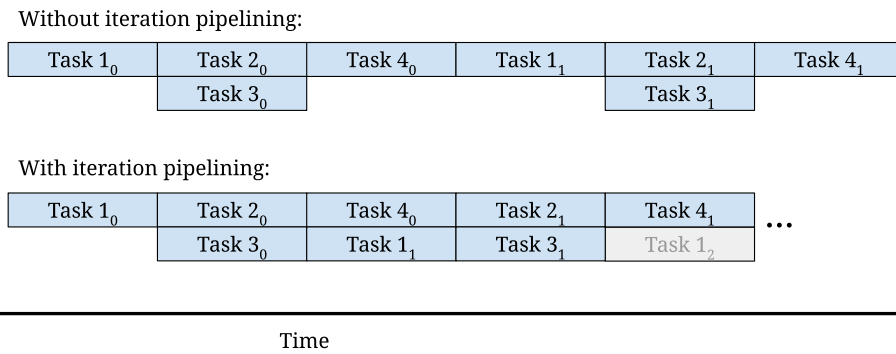 Without iteration pipelining:
Task 1₀ Task 2₀ Task 4₀ Task 1₁ Task 2₁ Task 4₁
Task 3₀ Task 3₁
With iteration pipelining:
Task 1₀ Task 2₀ Task 4₀ Task 2₁ Task 4₁ ...
Task 3₀ Task 1₁ Task 3₁ Task 1₂
Time